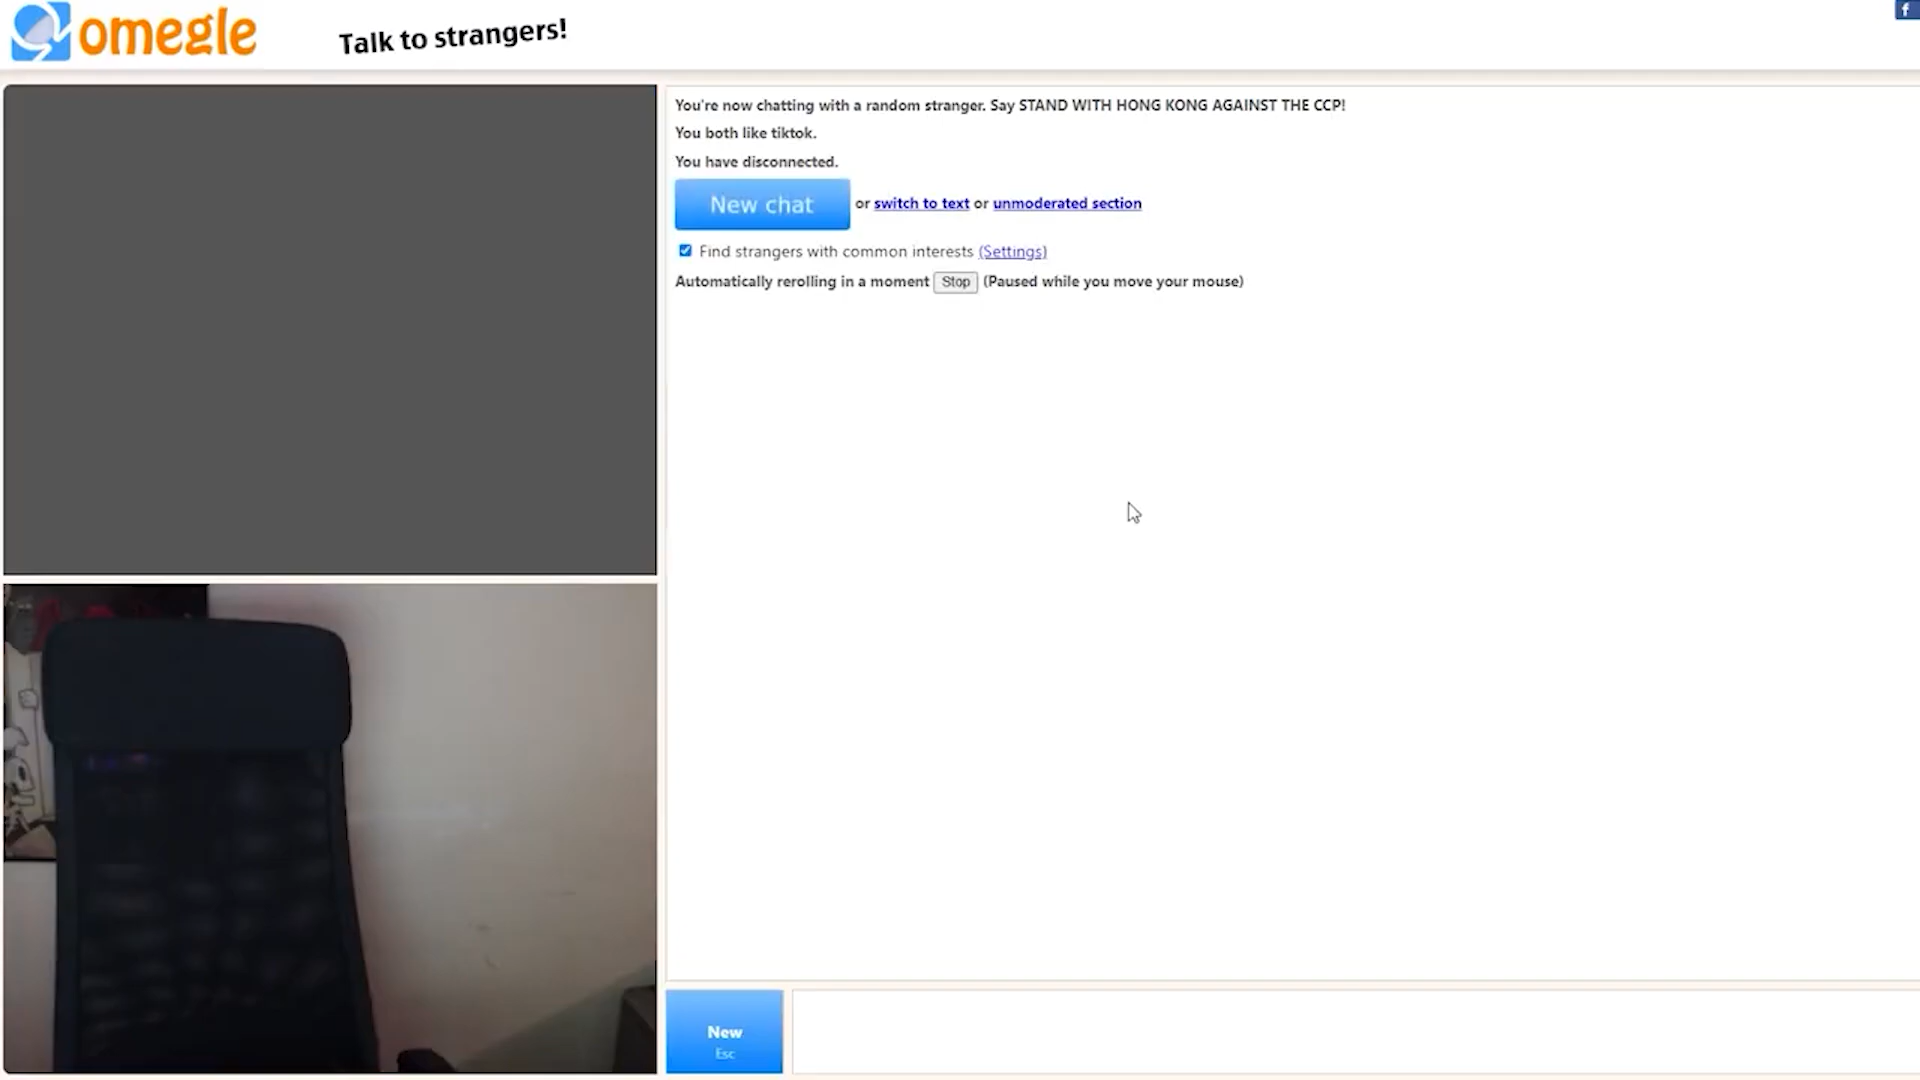 omegle
Talk to strangers!
f
You're now chatting with a random stranger. Say STAND WITH HONG KONG AGAINST THE CCP!
You both like tiktok.
You have disconnected.
New chat or switch to text or unmoderated section
Find strangers with common interests (Settings)
Automatically rerolling in a moment Stop (Paused while you move your mouse)
New
Esc